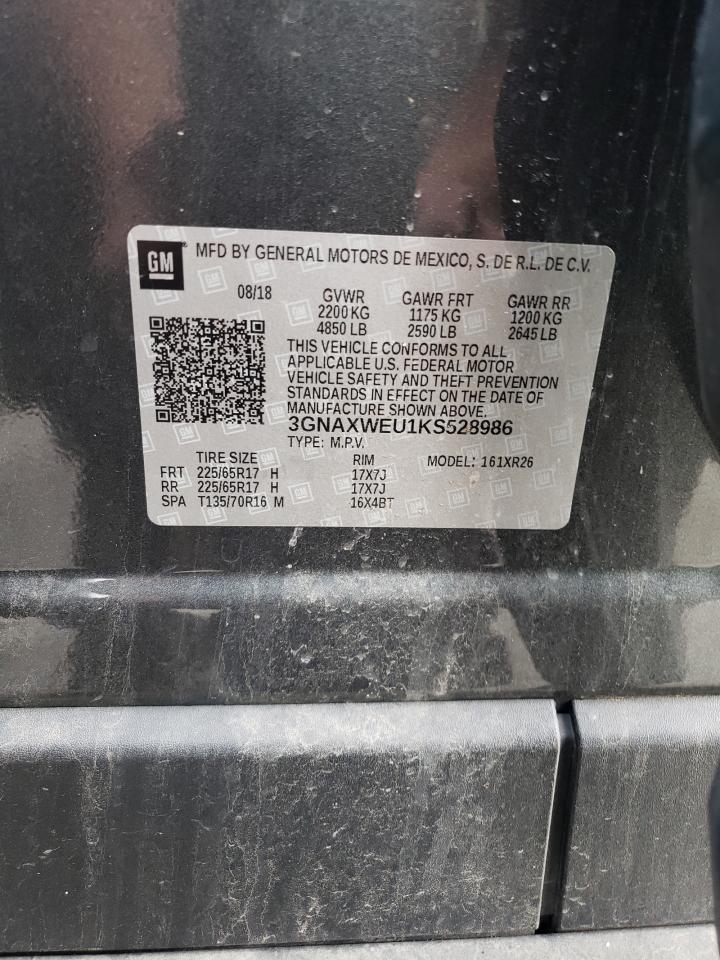 GM MFD BY GENERAL MOTORS DE MEXICO, S. DE R.L. DE C.V.
08/18 GVWR GAWR FRT GAWR RR
2200 KG 1175 KG 1200 KG
4850 LB 2590 LB 2645 LB
THIS VEHICLE CONFORMS TO ALL
APPLICABLE U.S. FEDERAL MOTOR
VEHICLE SAFETY AND THEFT PREVENTION
STANDARDS IN EFFECT ON THE DATE OF
MANUFACTURE SHOWN ABOVE.
3GNAXWEU1KS528986
TYPE: M.P.V.
TIRE SIZE RIM MODEL: 161XR26
FRT 225/65R17 H 17X7J
RR 225/65R17 H 17X7J
SPA T135/70R16 M 16X4BT